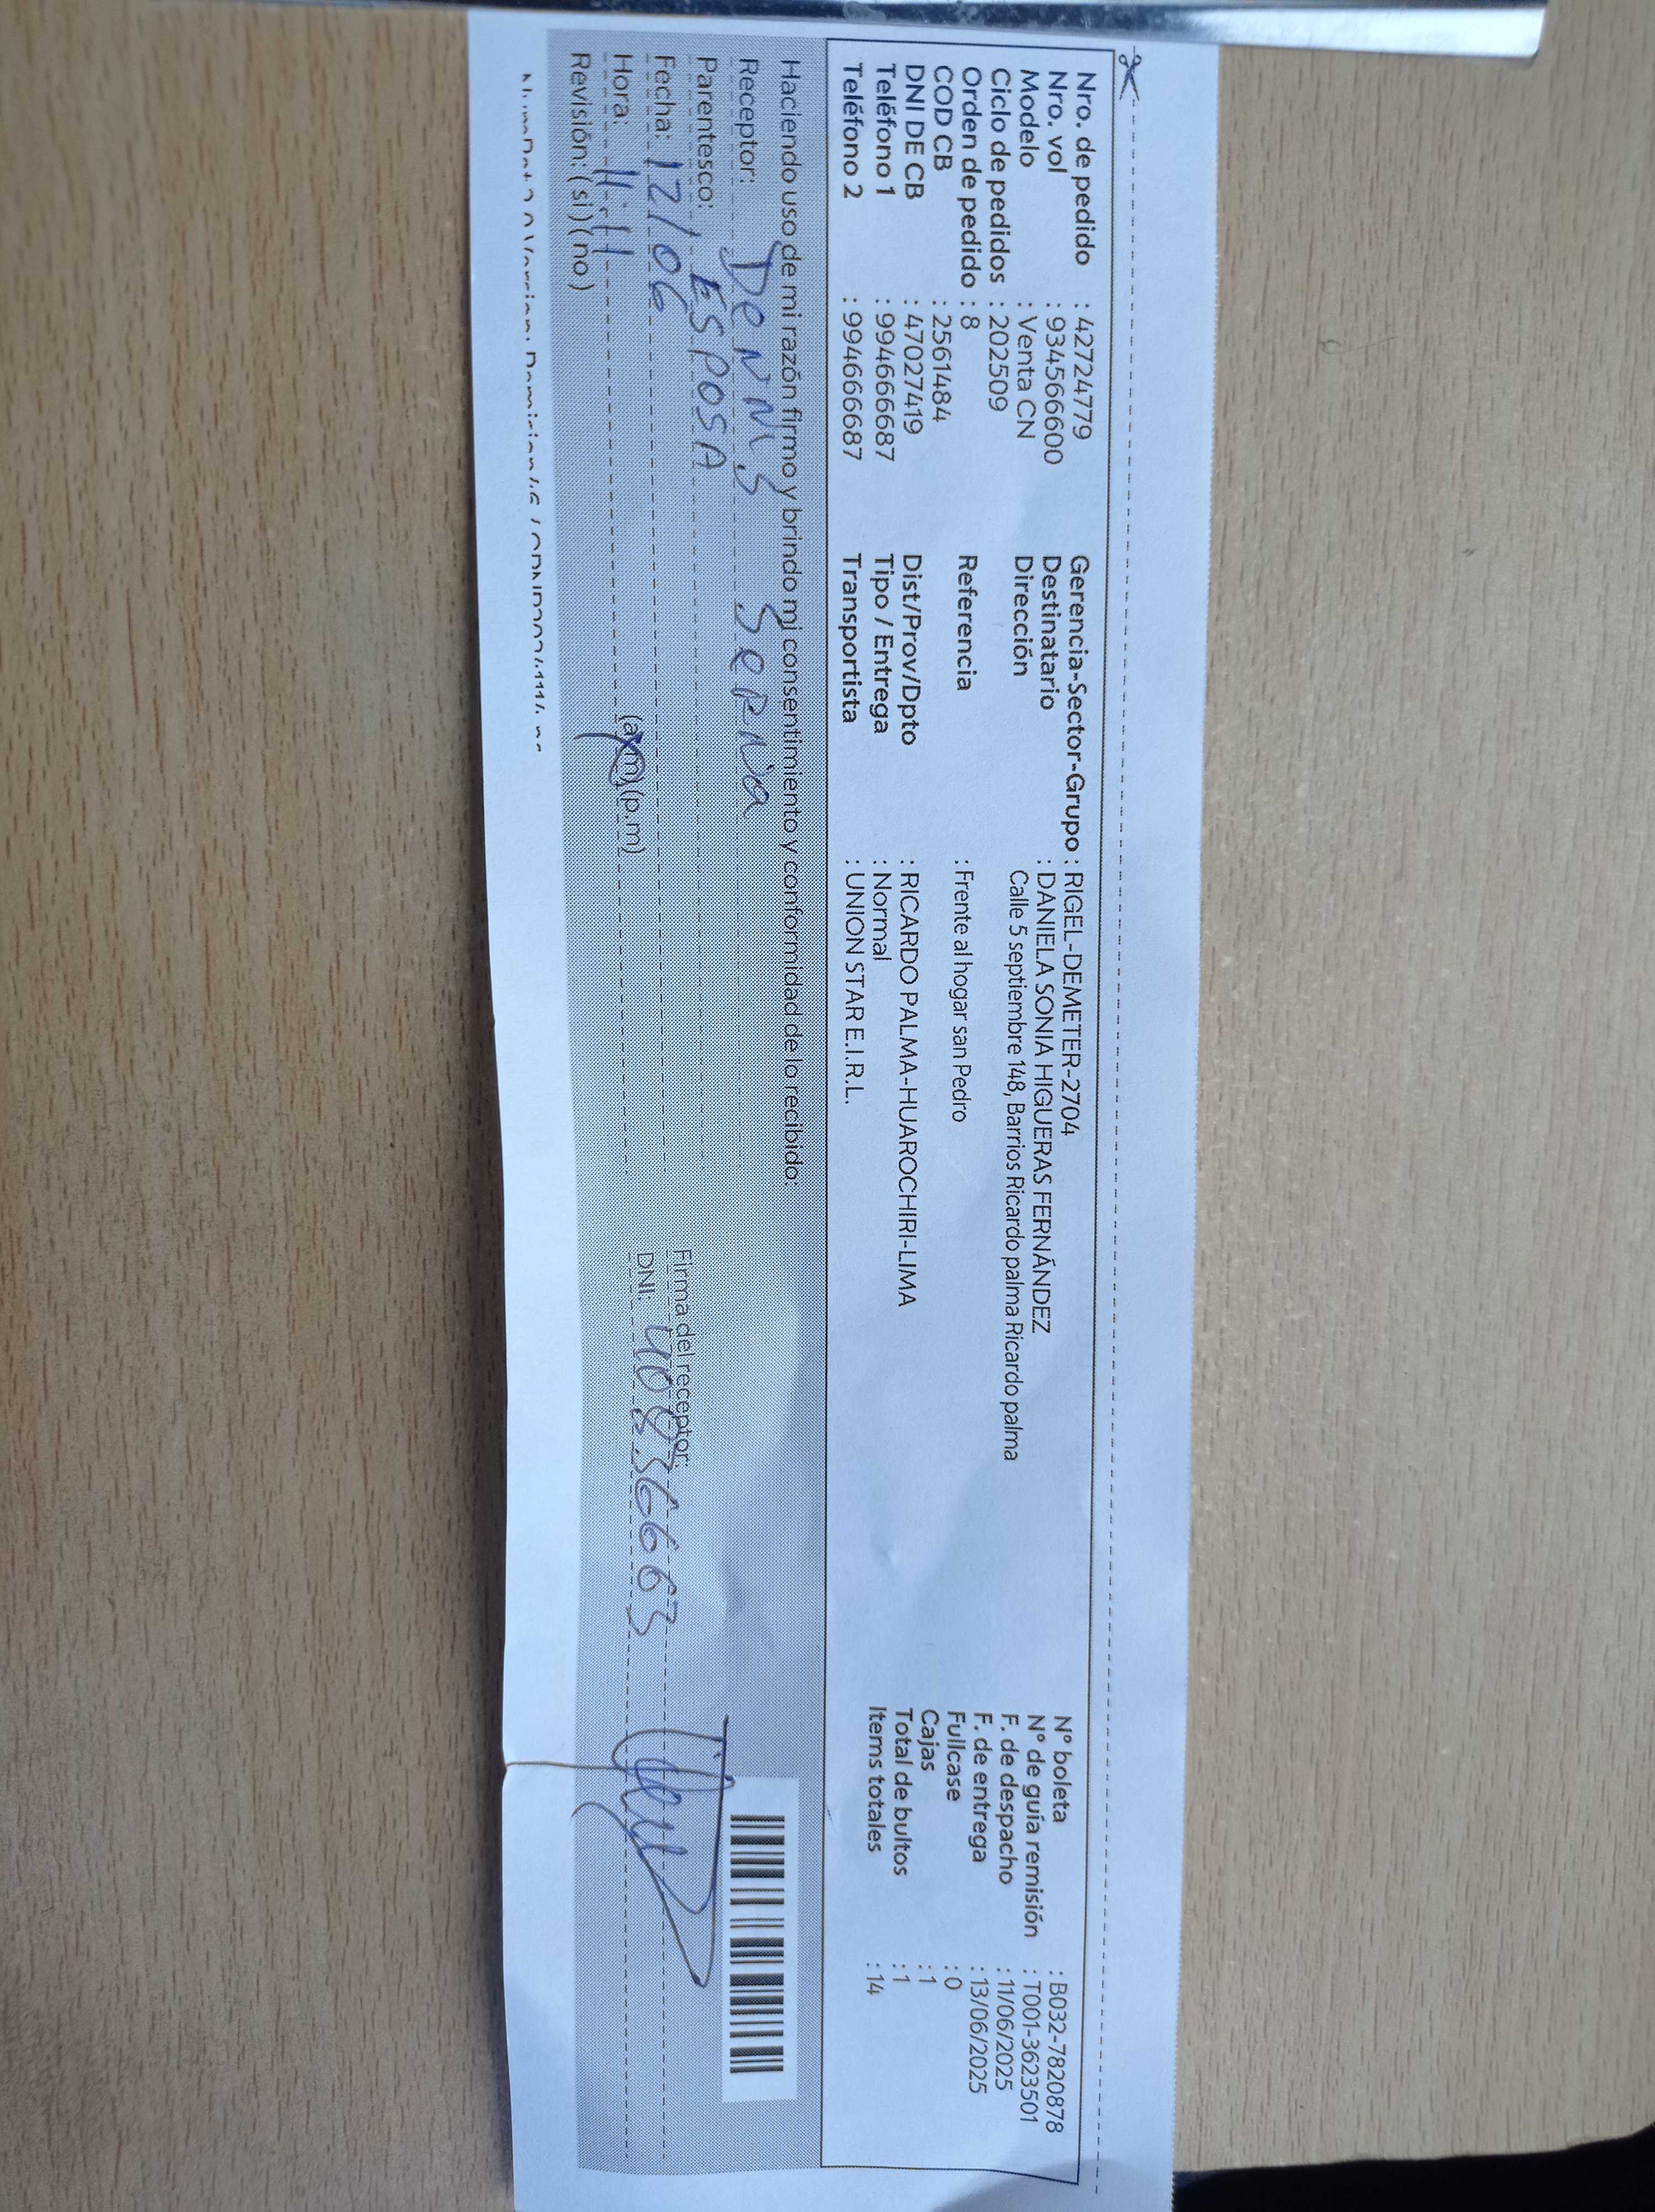 Nro. de pedido : 42724779
Nro. vol : 934566600
Modelo : Venta CN
Ciclo de pedidos : 202509
Orden de pedido : 8
COD CB : 2561484
DNI DE CB : 47027419
Teléfono 1 : 994666687
Teléfono 2 : 994666687
Gerencia-Sector-Grupo : RIGEL-DEMETER-2704
Destinatario : DANIELA SONIA HIGUERAS FERNÁNDEZ
Dirección Calle 5 septiembre 148, Barrios Ricardo palma Ricardo palma
Referencia : Frente al hogar san Pedro
Dist/Prov/Dpto : RICARDO PALMA-HUAROCHIRI-LIMA
Tipo / Entrega : Normal
Transportista : UNION STAR E.I.R.L.
N° boleta : B032-7820878
N° de guía remisión : T001-3623501
F. de despacho : 11/06/2025
F. de entrega : 13/06/2025
Fullcase : 0
Cajas : 1
Total de bultos : 1
Items totales : 14
Haciendo uso de mi razón firmo y brindo mi consentimiento y conformidad de lo recibido:
Receptor: Dennis Serna
Parentesco: ESPOSA
Fecha: 12/06
Hora: 11:11 (a.m) (p.m)
Revisión: ( si ) ( no )
Firma del receptor:
DNI: 40836663